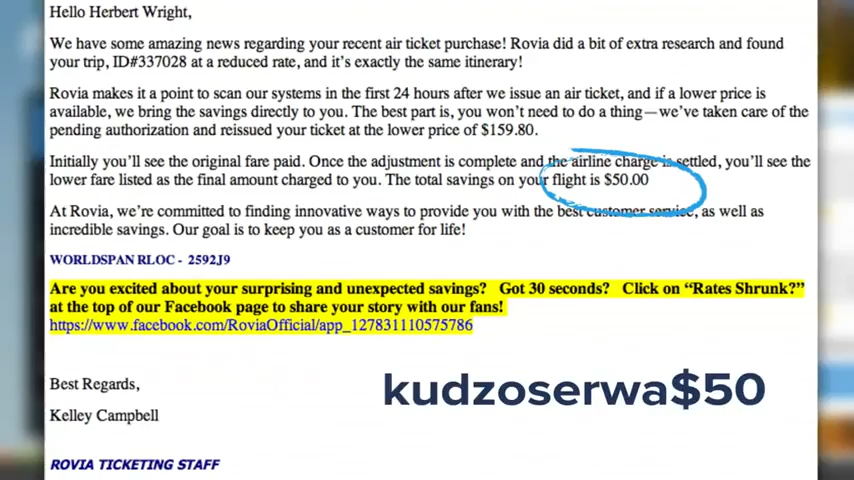 Hello Herbert Wright,
We have some amazing news regarding your recent air ticket purchase! Rovia did a bit of extra research and found
your trip, ID#337028 at a reduced rate, and it's exactly the same itinerary!
Rovia makes it a point to scan our systems in the first 24 hours after we issue an air ticket, and if a lower price is
available, we bring the savings directly to you. The best part is, you won't need to do a thing—we've taken care of the
pending authorization and reissued your ticket at the lower price of $159.80.
Initially you'll see the original fare paid. Once the adjustment is complete and the airline charge is settled, you'll see the
lower fare listed as the final amount charged to you. The total savings on your flight is $50.00
At Rovia, we're committed to finding innovative ways to provide you with the best customer service, as well as
incredible savings. Our goal is to keep you as a customer for life!
WORLDSPAN RLOC - 2592J9
Are you excited about your surprising and unexpected savings? Got 30 seconds? Click on “Rates Shrunk?”
at the top of our Facebook page to share your story with our fans!
https://www.facebook.com/RoviaOfficial/app_127831110575786
Best Regards,
kudzoserwa$50
Kelley Campbell
ROVIA TICKETING STAFF